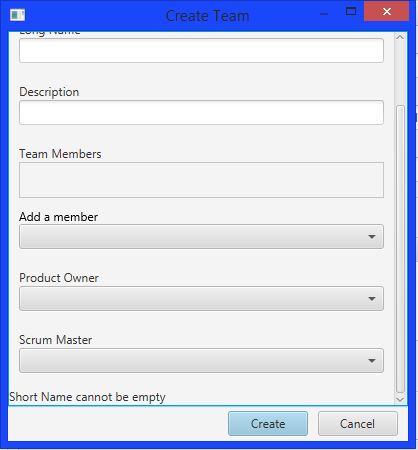 Create Team
Long Name
Description
Team Members
Add a member
Product Owner
Scrum Master
Short Name cannot be empty
Create
Cancel